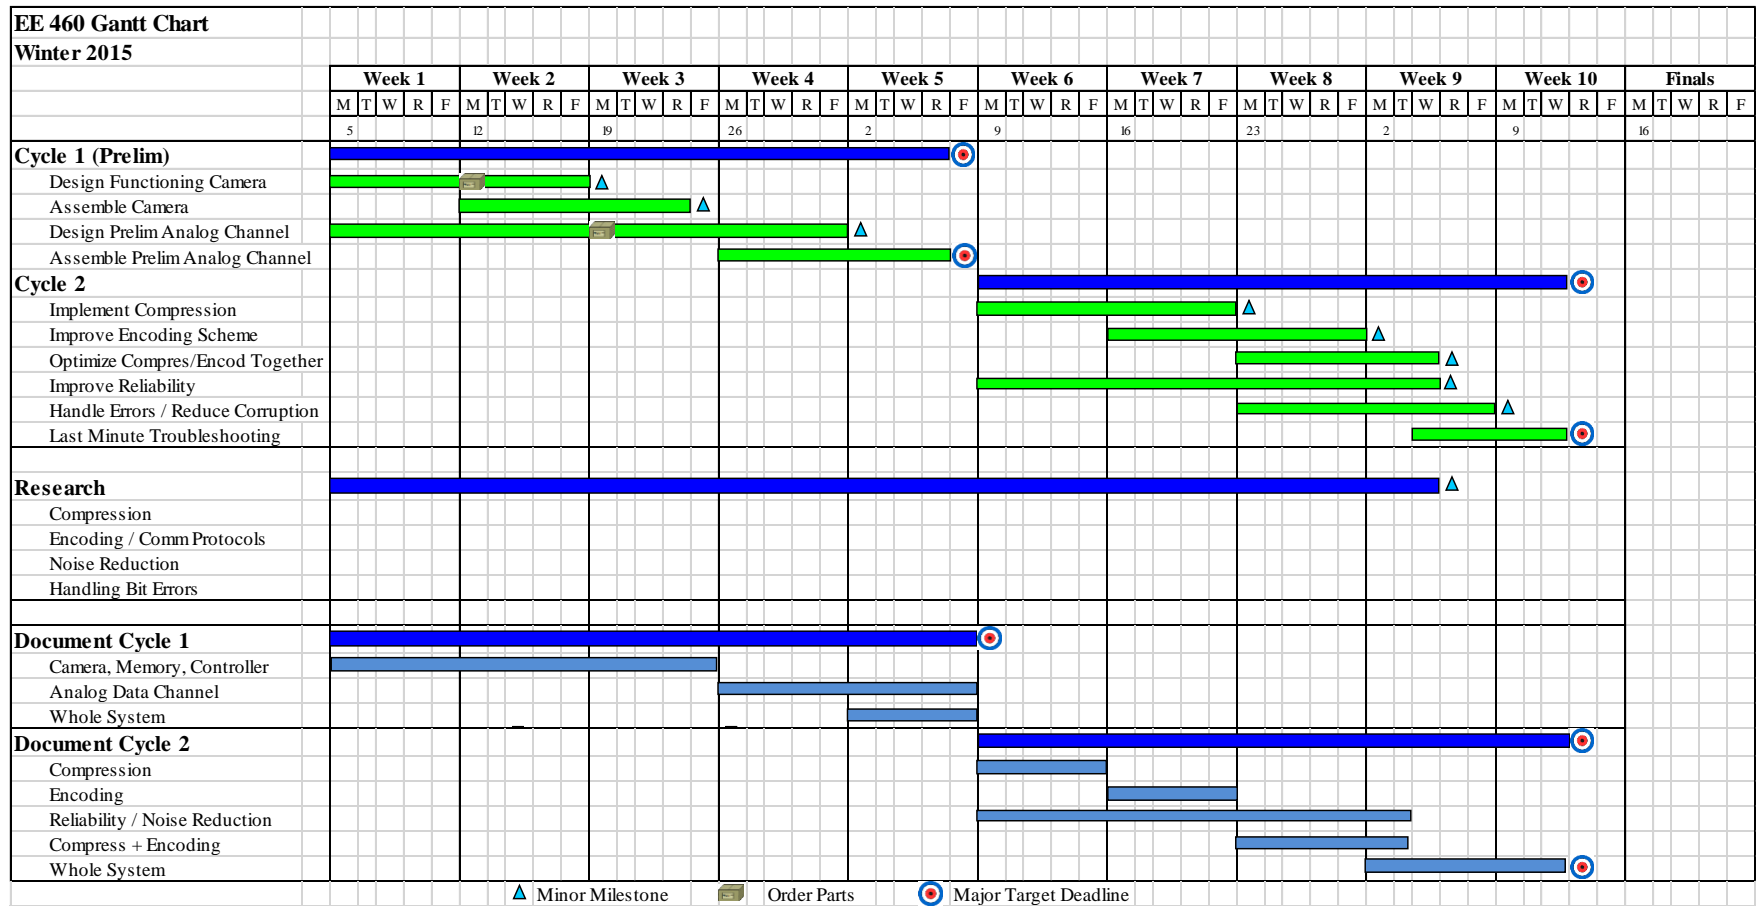 EE 460 Gantt Chart
Winter 2015
Week 1 Week 2 Week 3 Week 4 Week 5 Week 6 Week 7 Week 8 Week 9 Week 10 Finals
M T W R F M T W R F M T W R F M T W R F M T W R F M T W R F M T W R F M T W R F M T W R F M T W R F M T W R F
5 12 19 26 2 9 16 23 2 9 16
Cycle 1 (Prelim)
Design Functioning Camera
Assemble Camera
Design Prelim Analog Channel
Assemble Prelim Analog Channel
Cycle 2
Implement Compression
Improve Encoding Scheme
Optimize Compres/Encod Together
Improve Reliability
Handle Errors / Reduce Corruption
Last Minute Troubleshooting
Research
Compression
Encoding / Comm Protocols
Noise Reduction
Handling Bit Errors
Document Cycle 1
Camera, Memory, Controller
Analog Data Channel
Whole System
Document Cycle 2
Compression
Encoding
Reliability / Noise Reduction
Compress + Encoding
Whole System
Minor Milestone Order Parts Major Target Deadline